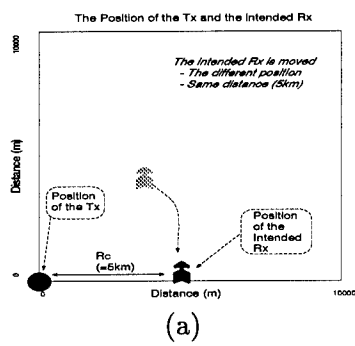 The Position of the Tx and the Intended Rx
10000
The Intended Rx is moved
- The different position
- Same distance (5km)
Distance (m)
Position
of the Tx
Position
of the
Intended
Rx
Rc
(=5km)
0
0
Distance (m)
10000
(a)